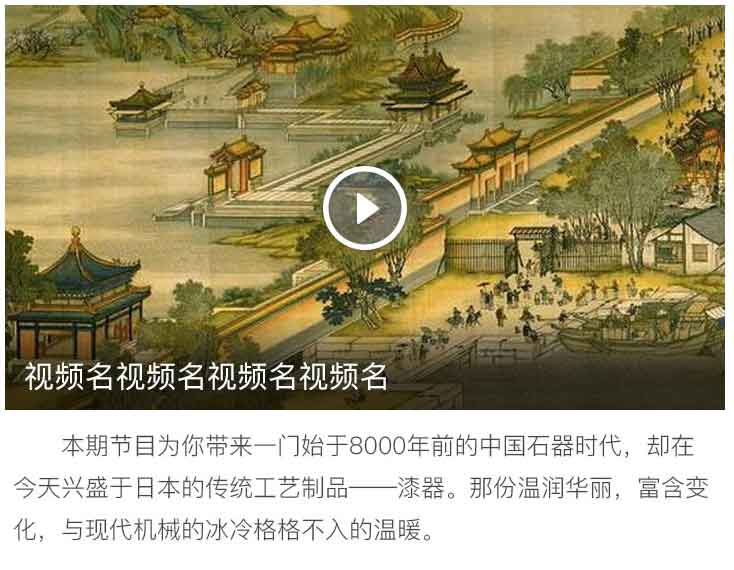 视频名视频名视频名视频名
本期节目为你带来一门始于8000年前的中国石器时代，却在
今天兴盛于日本的传统工艺制品——漆器。那份温润华丽，富含变
化，与现代机械的冰冷格格不入的温暖。